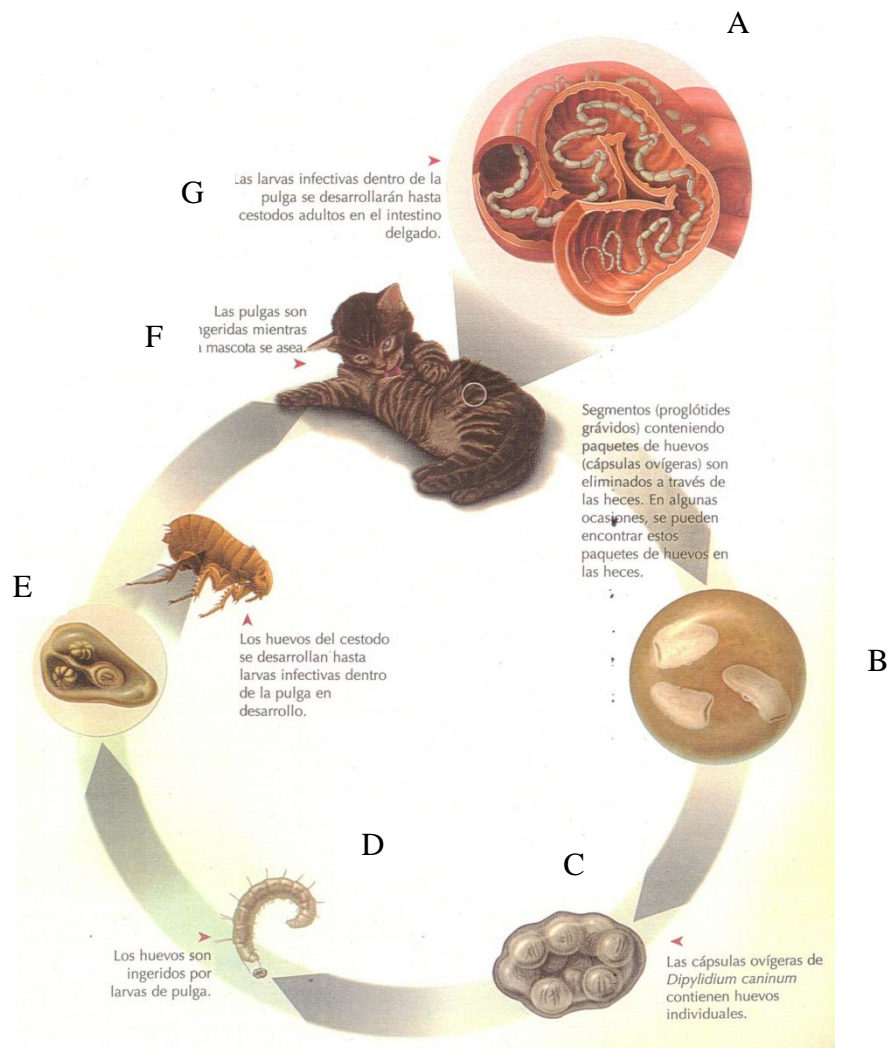 A
G
Las larvas infectivas dentro de la
pulga se desarrollarán hasta
cestodos adultos en el intestino
delgado.
F
Las pulgas son
ngeridas mientras
a mascota se asea.
Segmentos (proglótides
grávidos) conteniendo
paquetes de huevos
(cápsulas ovígeras) son
eliminados a través de
las heces. En algunas
ocasiones, se pueden
encontrar estos
paquetes de huevos en
las heces.
E
Los huevos del cestodo
se desarrollan hasta
larvas infectivas dentro
de la pulga en
desarrollo.
B
D
C
Los huevos son
ingeridos por
larvas de pulga.
Las cápsulas ovígeras de
Dipylidium caninum
contienen huevos
individuales.